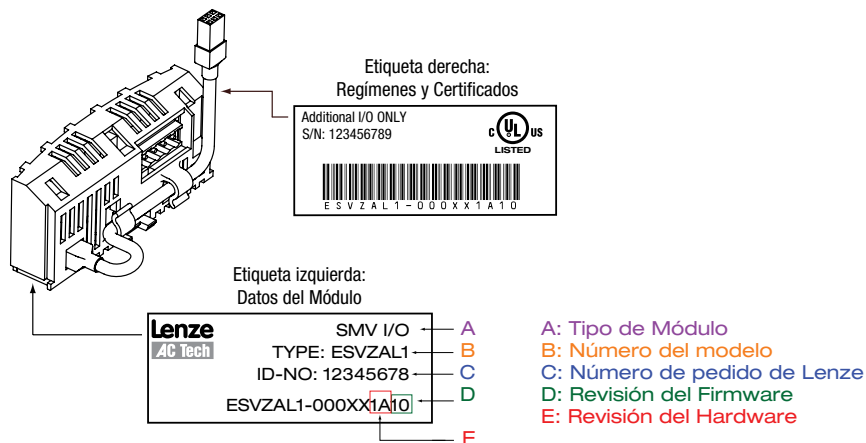 Etiqueta derecha:
Regímenes y Certificados
Additional I/O ONLY
S/N: 123456789
C UL US
LISTED
ESVZAL1-000XX1A10
Etiqueta izquierda:
Datos del Módulo
Lenze
AC Tech
SMV I/O
TYPE: ESVZAL1
ID-NO: 12345678
ESVZAL1-000XX1A10
A
B
C
D
E
A: Tipo de Módulo
B: Número del modelo
C: Número de pedido de Lenze
D: Revisión del Firmware
E: Revisión del Hardware